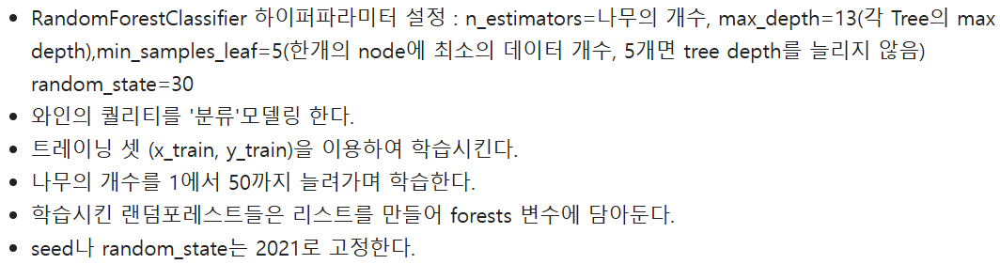 • RandomForestClassifier 하이퍼파라미터 설정 : n_estimators=나무의 개수, max_depth=13(각 Tree의 max
depth),min_samples_leaf=5(한개의 node에 최소의 데이터 개수, 5개면 tree depth를 늘리지 않음)
random_state=30
• 와인의 퀄리티를 '분류'모델링 한다.
• 트레이닝 셋 (x_train, y_train)을 이용하여 학습시킨다.
• 나무의 개수를 1에서 50까지 늘려가며 학습한다.
• 학습시킨 랜덤포레스트들은 리스트를 만들어 forests 변수에 담아둔다.
• seed나 random_state는 2021로 고정한다.